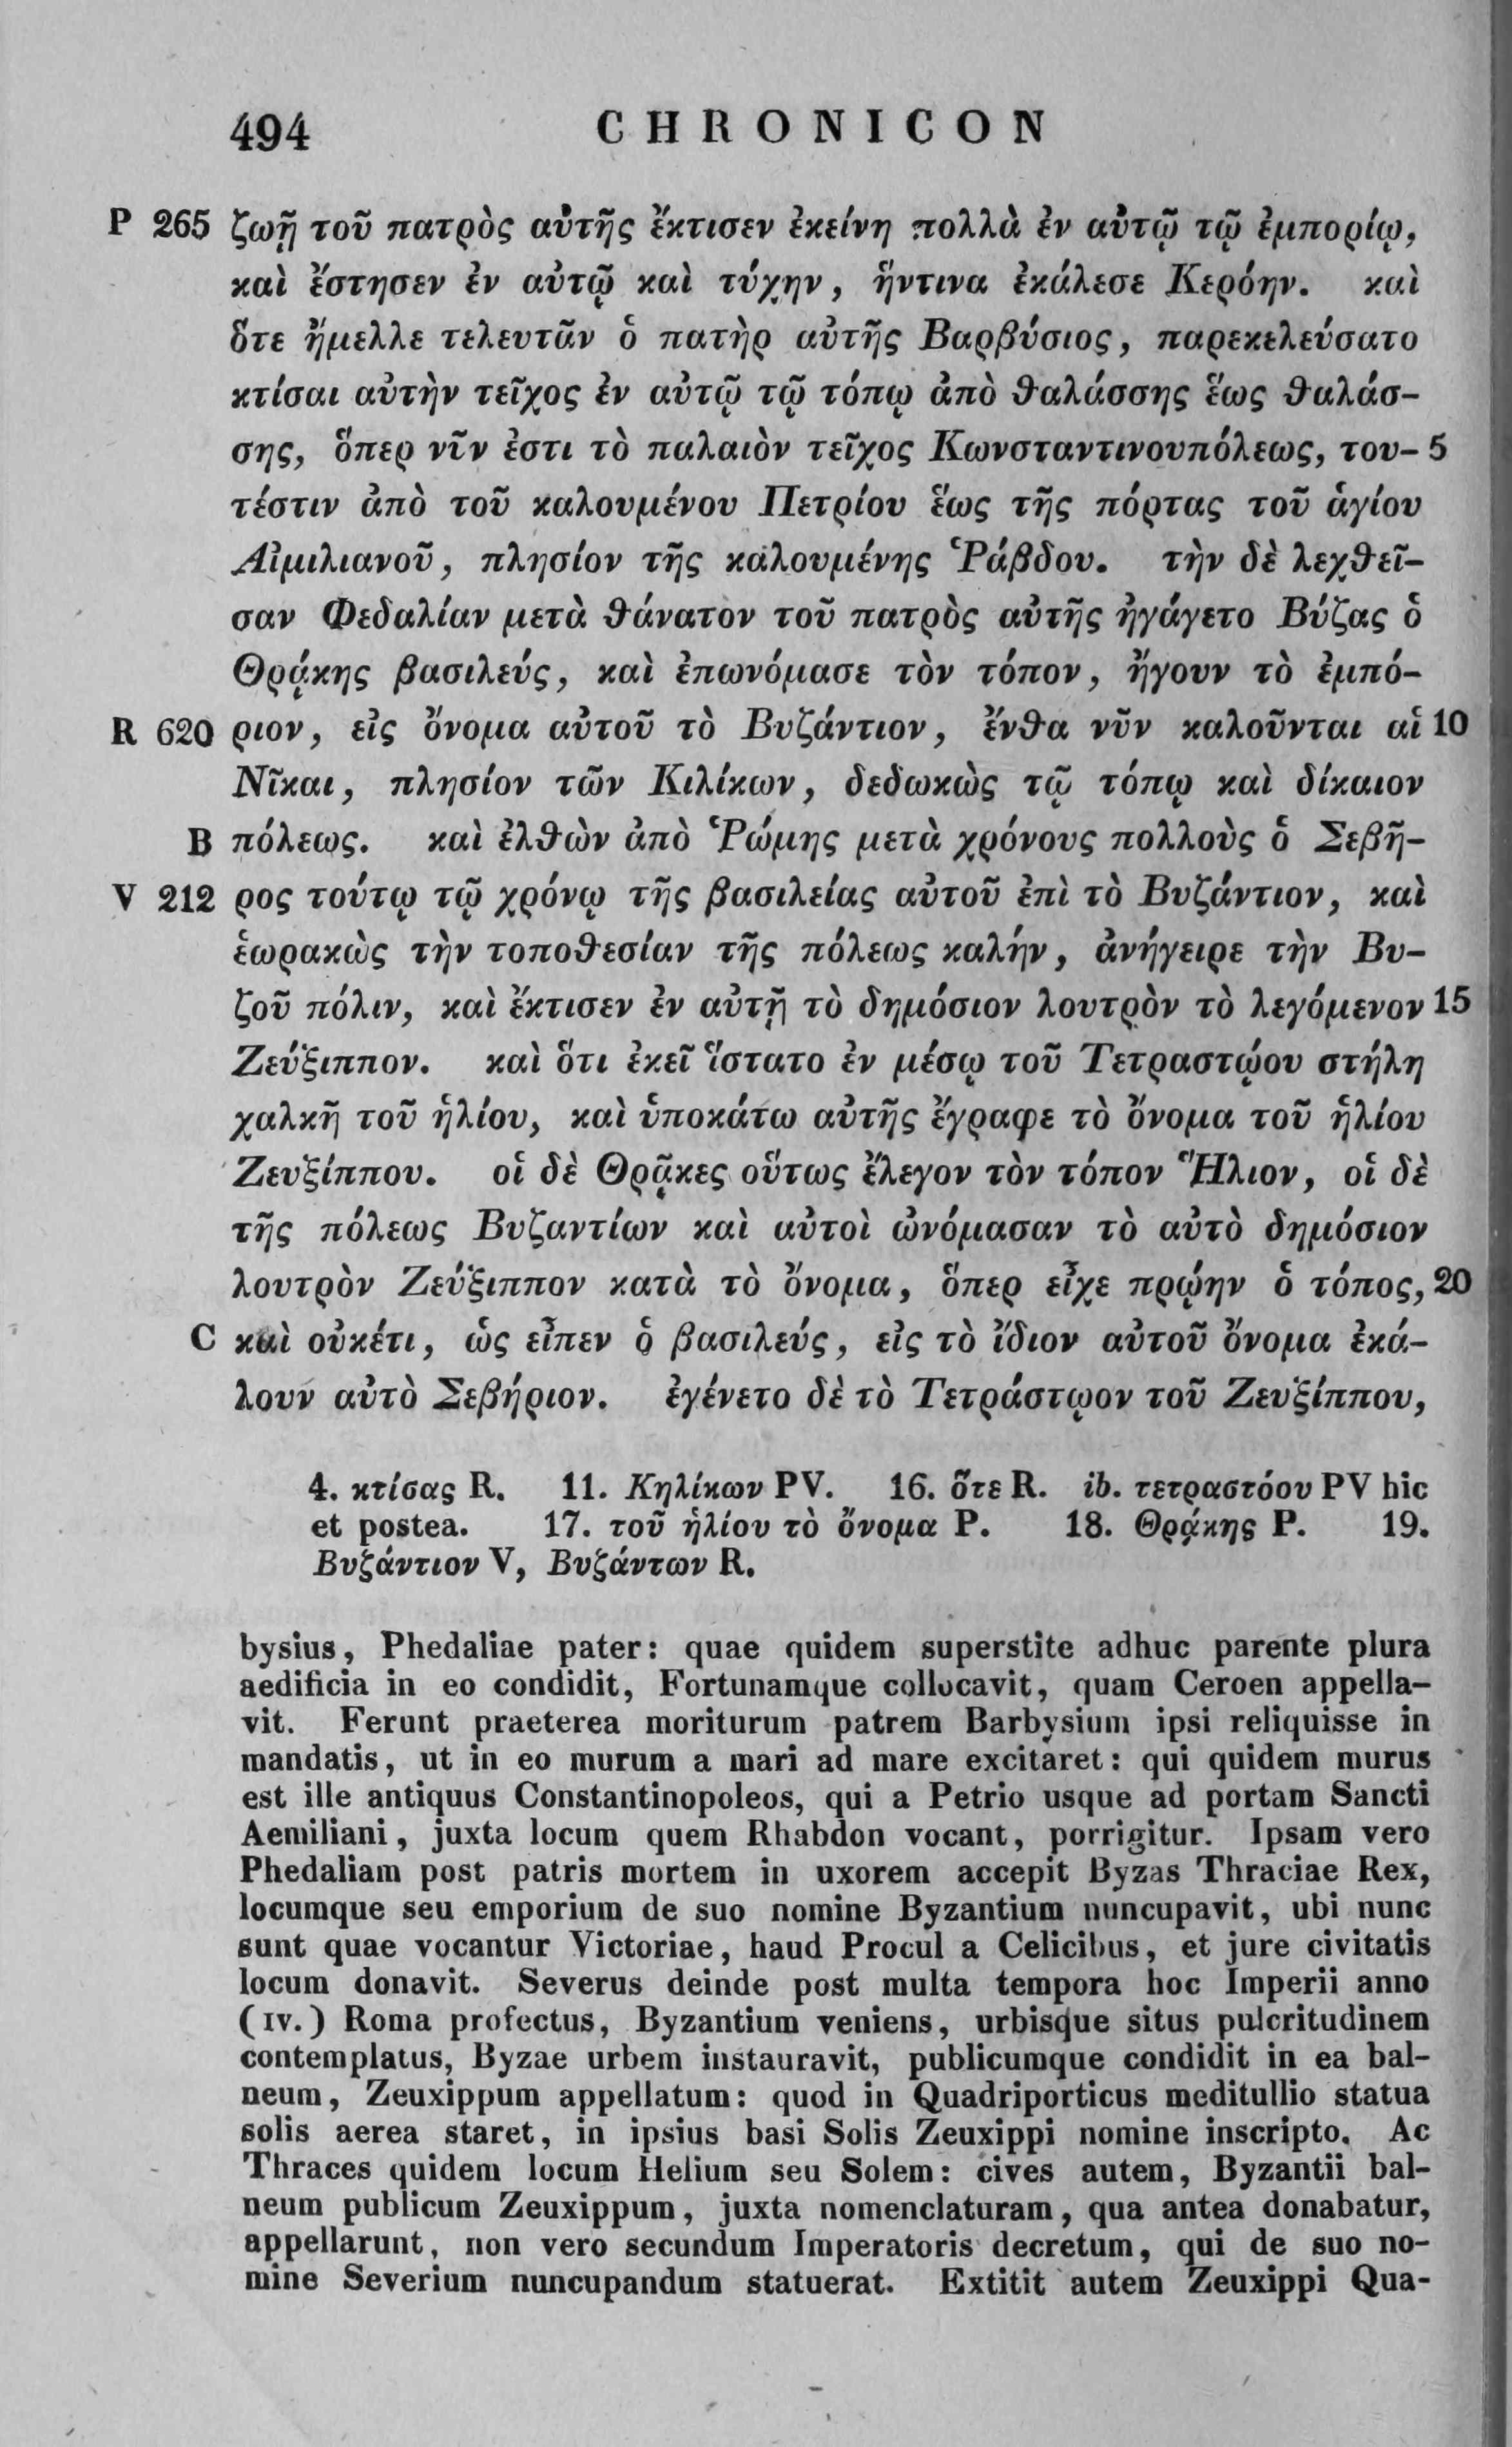 494 CHRONICON
P 265 ζωῇ τοῦ πατρὸς αὐτῆς ἔκτισεν ἐκείνη πολλὰ ἐν αὐτῷ τῷ ἐμπορίῳ,
καὶ ἔστησεν ἐν αὐτῷ καὶ τύχην, ἥντινα ἐκάλεσε Κερόην. καὶ
ὅτε ἤμελλε τελευτᾶν ὁ πατὴρ αὐτῆς Βαρβύσιος, παρεκελεύσατο
κτίσαι αὐτὴν τεῖχος ἐν αὐτῷ τῷ τόπῳ ἀπὸ θαλάσσης ἕως θαλάσ-
σης, ὅπερ νῖν ἐστι τὸ παλαιὸν τεῖχος Κωνσταντινουπόλεως, του- 5
τέστιν ἀπὸ τοῦ καλουμένου Πετρίου ἕως τῆς πόρτας τοῦ ἁγίου
Αἰμιλιανοῦ, πλησίον τῆς καλουμένης Ῥάβδου. τὴν δὲ λεχθεῖ-
σαν Φεδαλίαν μετὰ θάνατον τοῦ πατρὸς αὐτῆς ἠγάγετο Βύζας ὁ
Θρᾴκης βασιλεύς, καὶ ἐπωνόμασε τὸν τόπον, ἤγουν τὸ ἐμπό-
R 620 ριον, εἰς ὄνομα αὐτοῦ τὸ Βυζάντιον, ἔνθα νῦν καλοῦνται αἱ 10
Νῖκαι, πλησίον τῶν Κιλίκων, δεδωκὼς τῷ τόπῳ καὶ δίκαιον
B πόλεως. καὶ ἐλθὼν ἀπὸ Ῥώμης μετὰ χρόνους πολλοὺς ὁ Σεβῆ-
V 212 ρος τούτῳ τῷ χρόνῳ τῆς βασιλείας αὐτοῦ ἐπὶ τὸ Βυζάντιον, καὶ
ἑωρακὼς τὴν τοποθεσίαν τῆς πόλεως καλήν, ἀνήγειρε τὴν Βυ-
ζοῦ πόλιν, καὶ ἔκτισεν ἐν αὐτῇ τὸ δημόσιον λουτρὸν τὸ λεγόμενον 15
Ζεύξιππον. καὶ ὅτι ἐκεῖ ἵστατο ἐν μέσῳ τοῦ Τετραστῴου στήλη
χαλκῆ τοῦ ἡλίου, καὶ ὑποκάτω αὐτῆς ἔγραφε τὸ ὄνομα τοῦ ἡλίου
Ζευξίππου. οἱ δὲ Θρᾷκες οὕτως ἔλεγον τὸν τόπον Ἥλιον, οἱ δὲ
τῆς πόλεως Βυζαντίων καὶ αὐτοὶ ὠνόμασαν τὸ αὐτὸ δημόσιον
λουτρὸν Ζεύξιππον κατὰ τὸ ὄνομα, ὅπερ εἶχε πρῴην ὁ τόπος, 20
C καὶ οὐκέτι, ὡς εἶπεν ὁ βασιλεύς, εἰς τὸ ἴδιον αὐτοῦ ὄνομα ἐκά-
λουν αὐτὸ Σεβήριον. ἐγένετο δὲ τὸ Τετράστῳον τοῦ Ζευξίππου,
4. κτίσας R. 11. Κηλίκων PV. 16. ὅτε R. ib. τετραστόου PV hic
et postea. 17. τοῦ ἡλίου τὸ ὄνομα P. 18. Θρᾴκης P. 19.
Βυζάντιον V, Βυζάντων R.
bysius, Phedaliae pater: quae quidem superstite adhuc parente plura
aedificia in eo condidit, Fortunamque collocavit, quam Ceroen appella-
vit. Ferunt praeterea moriturum patrem Barbysium ipsi reliquisse in
mandatis, ut in eo murum a mari ad mare excitaret: qui quidem murus
est ille antiquus Constantinopoleos, qui a Petrio usque ad portam Sancti
Aemiliani, juxta locum quem Rhabdon vocant, porrigitur. Ipsam vero
Phedaliam post patris mortem in uxorem accepit Byzas Thraciae Rex,
locumque seu emporium de suo nomine Byzantium nuncupavit, ubi nunc
sunt quae vocantur Victoriae, haud Procul a Celicibus, et jure civitatis
locum donavit. Severus deinde post multa tempora hoc Imperii anno
(IV.) Roma profectus, Byzantium veniens, urbisque situs pulcritudinem
contemplatus, Byzae urbem instauravit, publicumque condidit in ea bal-
neum, Zeuxippum appellatum: quod in Quadriporticus meditullio statua
solis aerea staret, in ipsius basi Solis Zeuxippi nomine inscripto. Ac
Thraces quidem locum Helium seu Solem: cives autem, Byzantii bal-
neum publicum Zeuxippum, juxta nomenclaturam, qua antea donabatur,
appellarunt, non vero secundum Imperatoris decretum, qui de suo no-
mine Severium nuncupandum statuerat. Extitit autem Zeuxippi Qua-